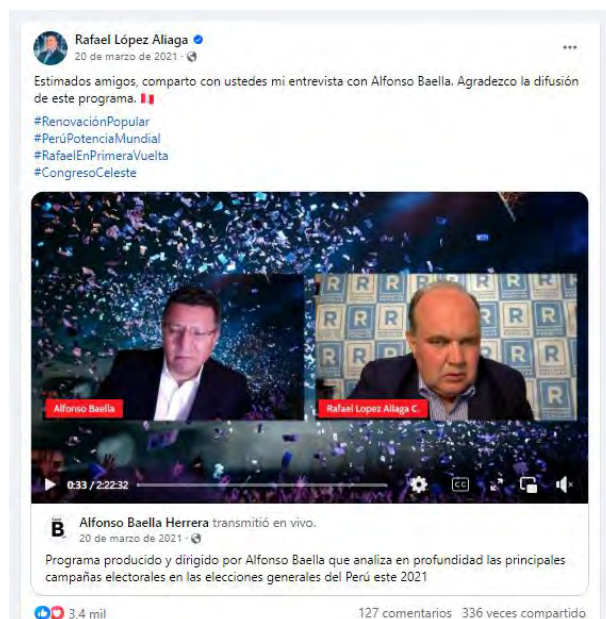 Rafael López Aliaga
20 de marzo de 2021 ·
Estimados amigos, comparto con ustedes mi entrevista con Alfonso Baella. Agradezco la difusión
de este programa.
#RenovaciónPopular
#PerúPotenciaMundial
#RafaelEnPrimeraVuelta
#CongresoCeleste
R R R R R R
R R
R R R
Alfonso Baella
Rafael Lopez Aliaga C.
0:33 / 2:22:32
CC
B
Alfonso Baella Herrera transmitió en vivo.
20 de marzo de 2021 ·
Programa producido y dirigido por Alfonso Baella que analiza en profundidad las principales
campañas electorales en las elecciones generales del Perú este 2021
3,4 mil
127 comentarios 336 veces compartido